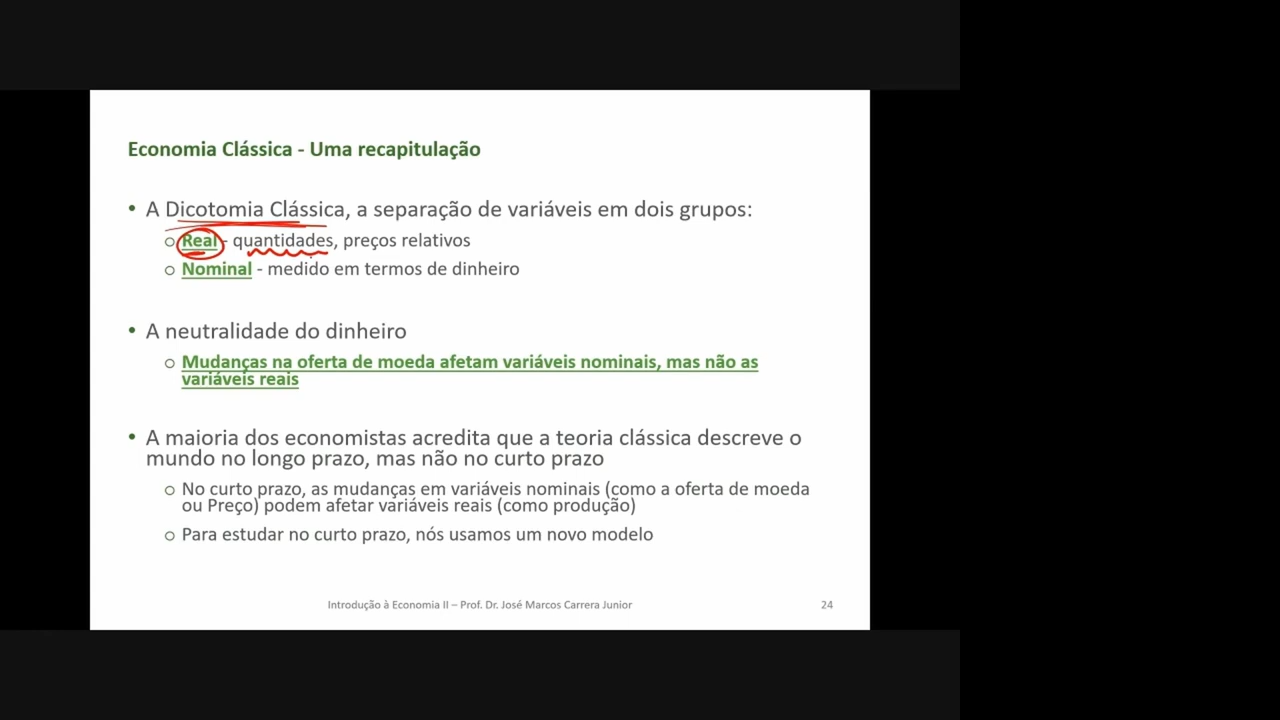 Economia Clássica - Uma recapitulação
• A Dicotomia Clássica, a separação de variáveis em dois grupos:
o Real - quantidades, preços relativos
o Nominal - medido em termos de dinheiro
• A neutralidade do dinheiro
o Mudanças na oferta de moeda afetam variáveis nominais, mas não as
variáveis reais
• A maioria dos economistas acredita que a teoria clássica descreve o
mundo no longo prazo, mas não no curto prazo
o No curto prazo, as mudanças em variáveis nominais (como a oferta de moeda
ou Preço) podem afetar variáveis reais (como produção)
o Para estudar no curto prazo, nós usamos um novo modelo
Introdução à Economia II – Prof. Dr. José Marcos Carrera Junior
24